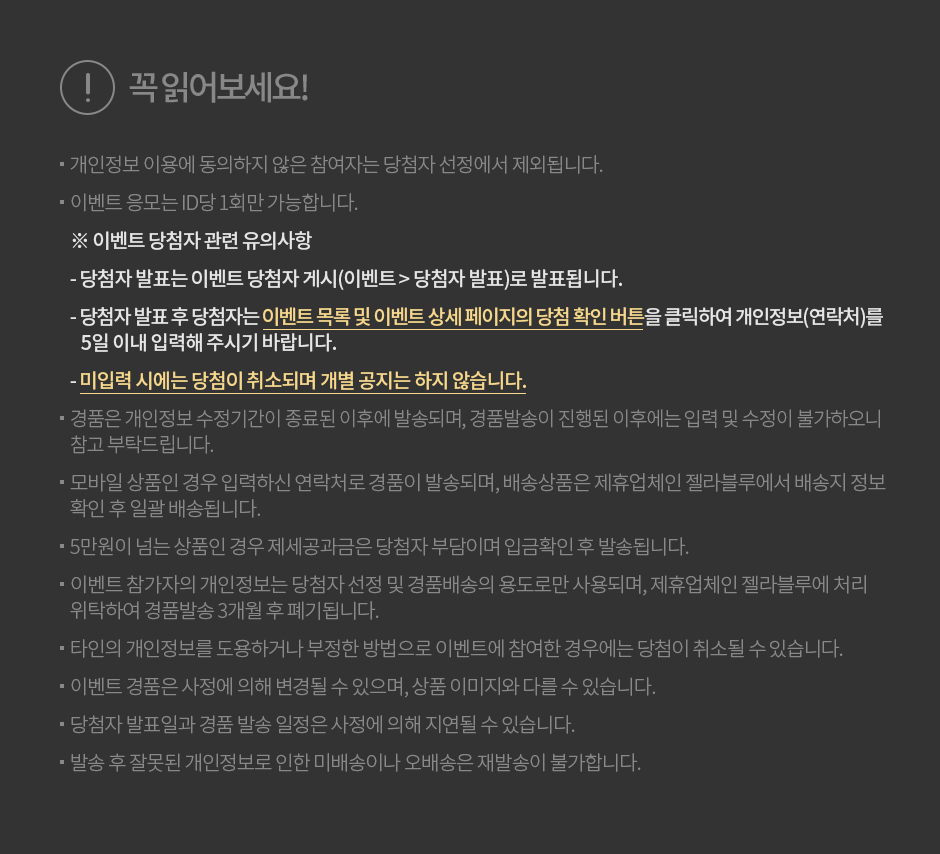 꼭 읽어보세요!
▪ 개인정보 이용에 동의하지 않은 참여자는 당첨자 선정에서 제외됩니다.
▪ 이벤트 응모는 ID당 1회만 가능합니다.
※ 이벤트 당첨자 관련 유의사항
- 당첨자 발표는 이벤트 당첨자 게시(이벤트 > 당첨자 발표)로 발표됩니다.
- 당첨자 발표 후 당첨자는 이벤트 목록 및 이벤트 상세 페이지의 당첨 확인 버튼을 클릭하여 개인정보(연락처)를
5일 이내 입력해 주시기 바랍니다.
- 미입력 시에는 당첨이 취소되며 개별 공지는 하지 않습니다.
▪ 경품은 개인정보 수정기간이 종료된 이후에 발송되며, 경품발송이 진행된 이후에는 입력 및 수정이 불가하오니
참고 부탁드립니다.
▪ 모바일 상품인 경우 입력하신 연락처로 경품이 발송되며, 배송상품은 제휴업체인 젤라블루에서 배송지 정보
확인 후 일괄 배송됩니다.
▪ 5만원이 넘는 상품인 경우 제세공과금은 당첨자 부담이며 입금확인 후 발송됩니다.
▪ 이벤트 참가자의 개인정보는 당첨자 선정 및 경품배송의 용도로만 사용되며, 제휴업체인 젤라블루에 처리
위탁하여 경품발송 3개월 후 폐기됩니다.
▪ 타인의 개인정보를 도용하거나 부정한 방법으로 이벤트에 참여한 경우에는 당첨이 취소될 수 있습니다.
▪ 이벤트 경품은 사정에 의해 변경될 수 있으며, 상품 이미지와 다를 수 있습니다.
▪ 당첨자 발표일과 경품 발송 일정은 사정에 의해 지연될 수 있습니다.
▪ 발송 후 잘못된 개인정보로 인한 미배송이나 오배송은 재발송이 불가합니다.